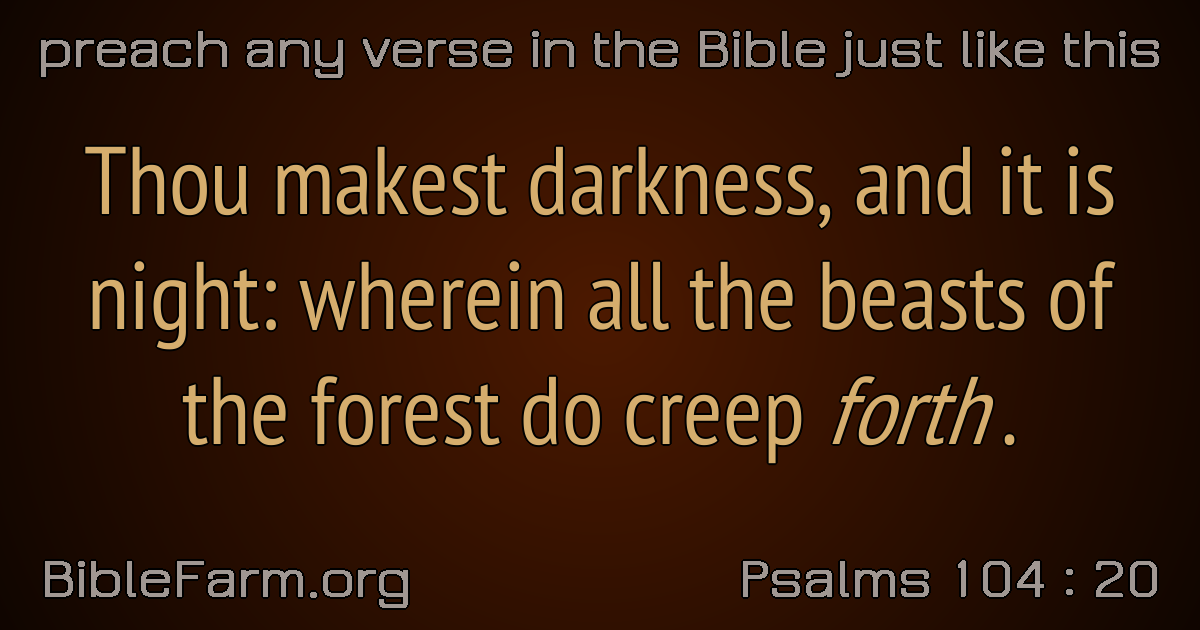 preach any verse in the Bible just like this
Thou makest darkness, and it is
night: wherein all the beasts of
the forest do creep forth.
BibleFarm.org
Psalms 104 : 20